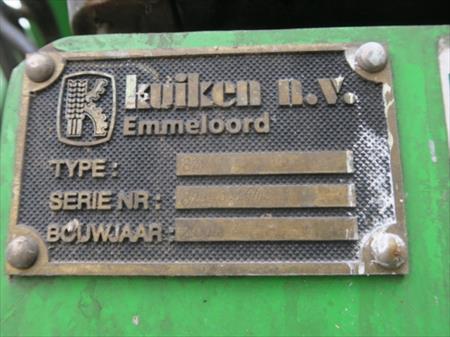 kuiken n.v.
Emmeloord
TYPE :
SERIE NR :
BOUWJAAR :